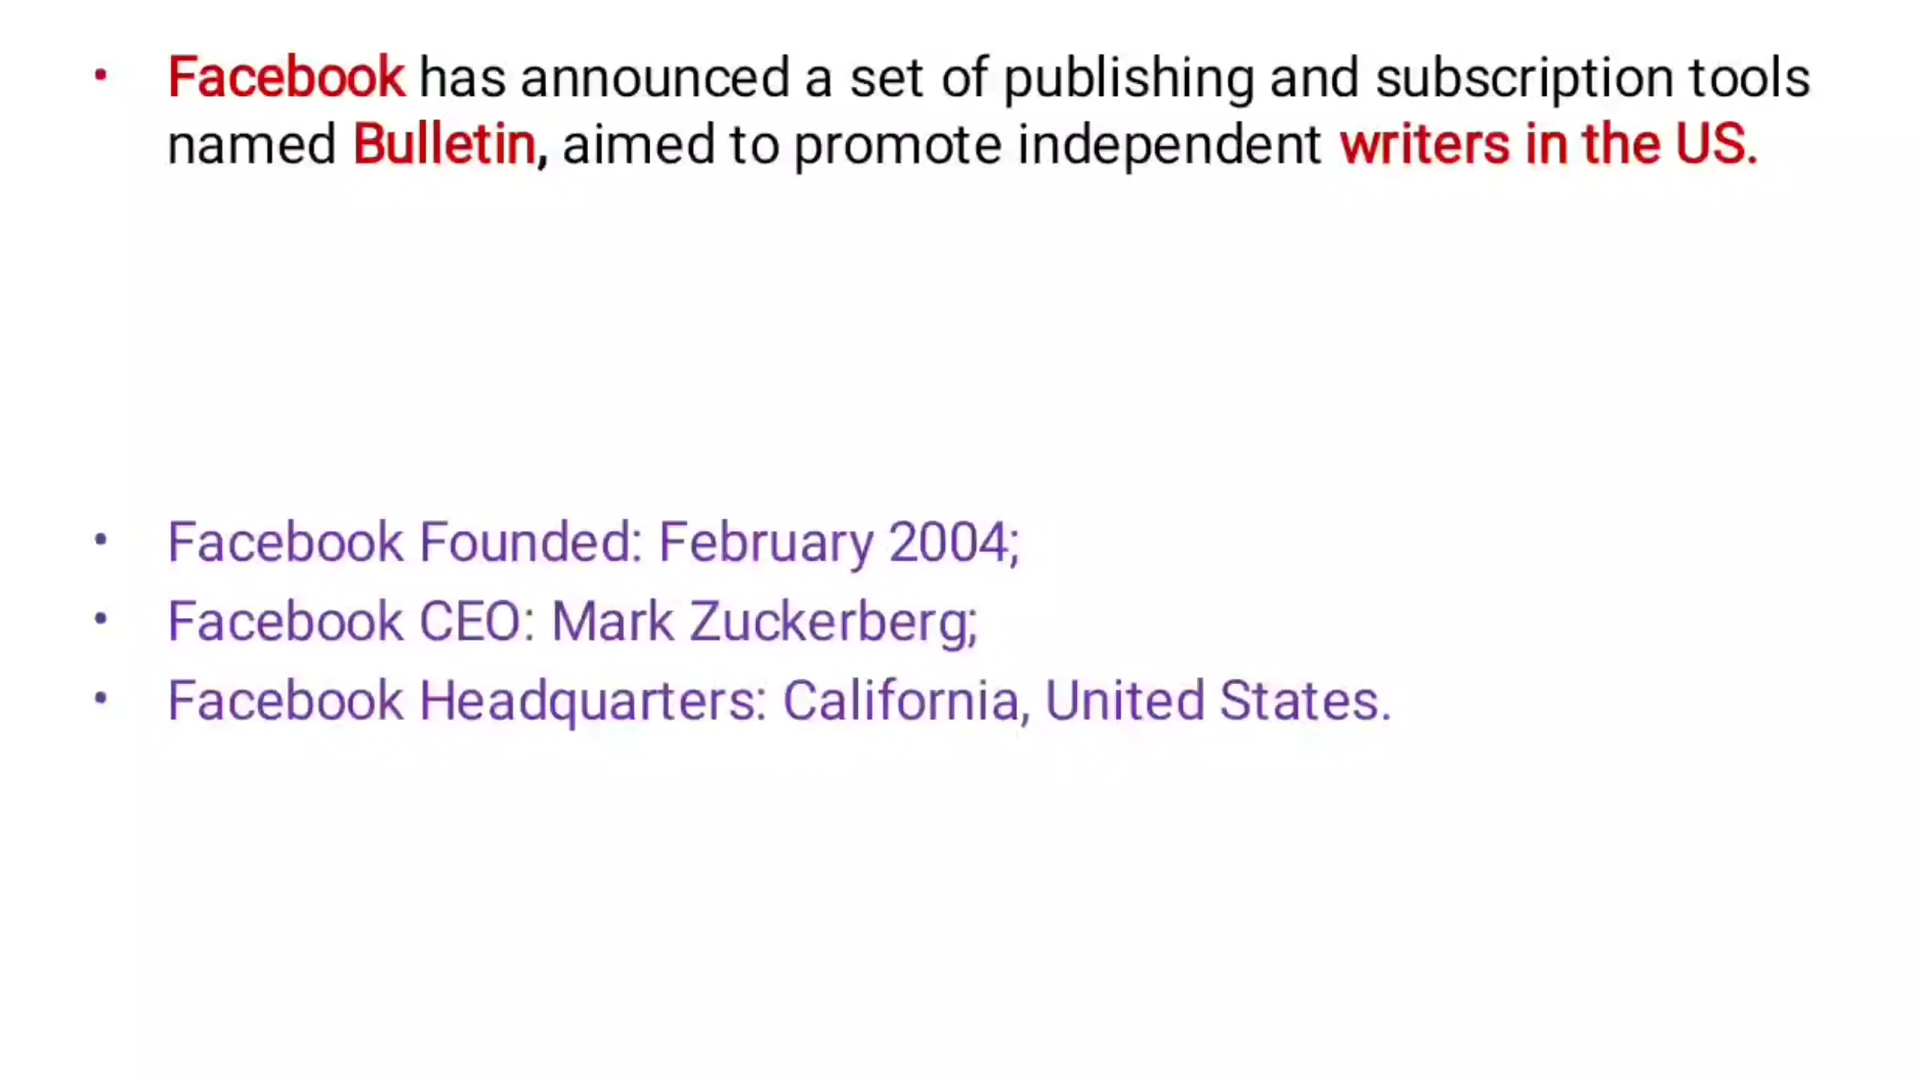 • Facebook has announced a set of publishing and subscription tools
named Bulletin, aimed to promote independent writers in the US.
• Facebook Founded: February 2004;
• Facebook CEO: Mark Zuckerberg;
• Facebook Headquarters: California, United States.